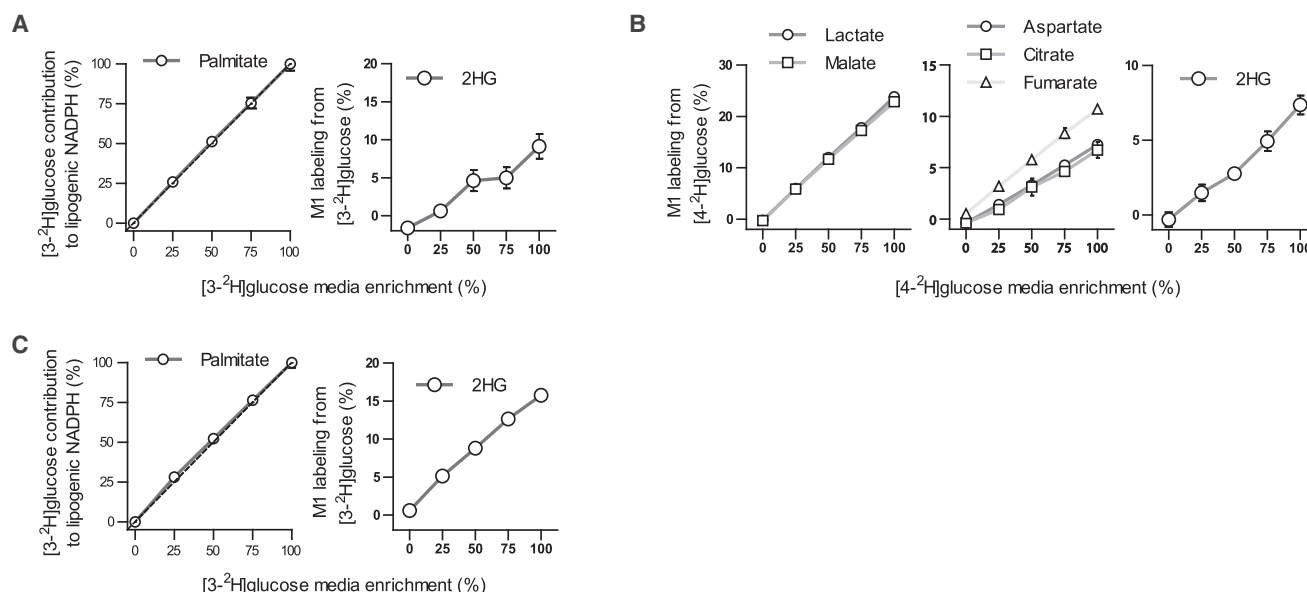 A
[3-²H]glucose contribution
to lipogenic NADPH (%)
100
75
50
25
0
Palmitate
0 25 50 75 100
M1 labeling from
[3-²H]glucose (%)
20
15
10
5
0
2HG
0 25 50 75 100
[3-²H]glucose media enrichment (%)
B
M1 labeling from
[4-²H]glucose (%)
Lactate
Malate
30
20
10
0
0 25 50 75 100
Aspartate
Citrate
Fumarate
15
10
5
0
0 25 50 75 100
10
5
0
2HG
0 25 50 75 100
[4-²H]glucose media enrichment (%)
C
[3-²H]glucose contribution
to lipogenic NADPH (%)
100
75
50
25
0
Palmitate
0 25 50 75 100
M1 labeling from
[3-²H]glucose (%)
20
15
10
5
0
2HG
0 25 50 75 100
[3-²H]glucose media enrichment (%)